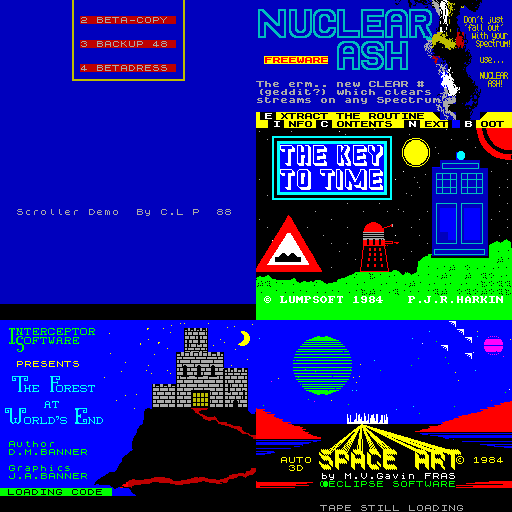 2 BETA-COPY
3 BACKUP 48
4 BETADRESS
Scroller Demo By C.L P 88
NUCLEAR
ASH
FREEWARE
The erm.. new CLEAR #
(geddit?) which clears
streams on any Spectrum
Don't just
'fall out'
with your
Spectrum!
use...
NUCLEAR
ASH!
E XTRACT THE ROUTINE
I NFO C ONTENTS N EXT B OOT
THE KEY
TO TIME
© LUMPSOFT 1984 P.J.R.HARKIN
INTERCEPTOR
SOFTWARE
PRESENTS
THE FOREST
AT
WORLD'S END
Author
D.M.BANNER
Graphics
J.A.BANNER
LOADING CODE
AUTO
3D
SPACE ART © 1984
by M.U.Gavin FRAS
©ECLIPSE SOFTWARE
TAPE STILL LOADING